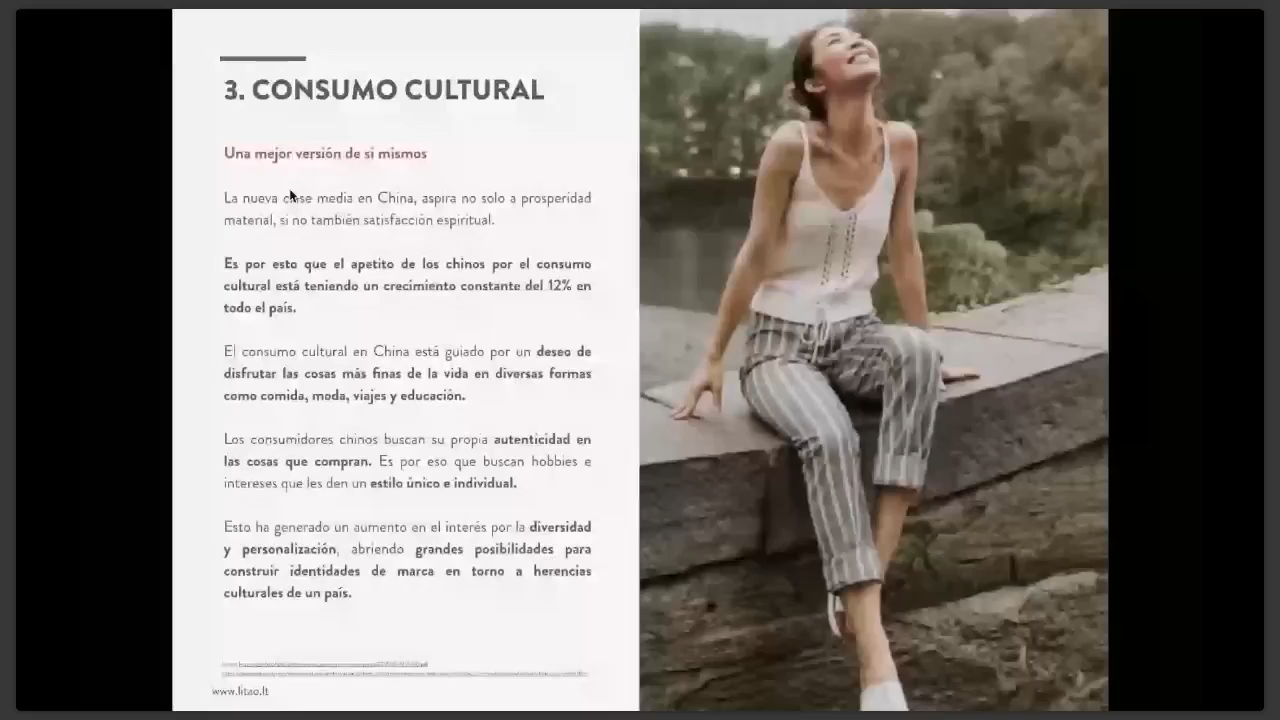 3. CONSUMO CULTURAL
Una mejor versión de si mismos
La nueva clase media en China, aspira no solo a prosperidad
material, si no también satisfacción espiritual.
Es por esto que el apetito de los chinos por el consumo
cultural está teniendo un crecimiento constante del 12% en
todo el país.
El consumo cultural en China está guiado por un deseo de
disfrutar las cosas más finas de la vida en diversas formas
como comida, moda, viajes y educación.
Los consumidores chinos buscan su propia autenticidad en
las cosas que compran. Es por eso que buscan hobbies e
intereses que les den un estilo único e individual.
Esto ha generado un aumento en el interés por la diversidad
y personalización, abriendo grandes posibilidades para
construir identidades de marca en torno a herencias
culturales de un país.
www.litao.lt